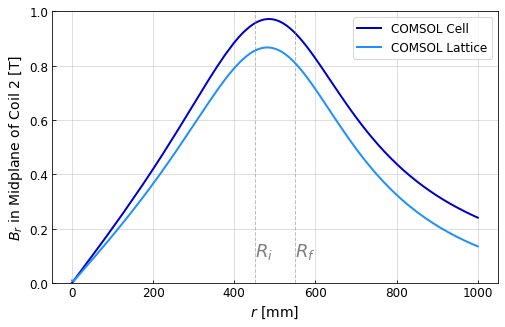 COMSOL Cell
COMSOL Lattice
B_r in Midplane of Coil 2 [T]
1.0
0.8
0.6
0.4
0.2
0.0
R_i R_f
0 200 400 600 800 1000
r [mm]